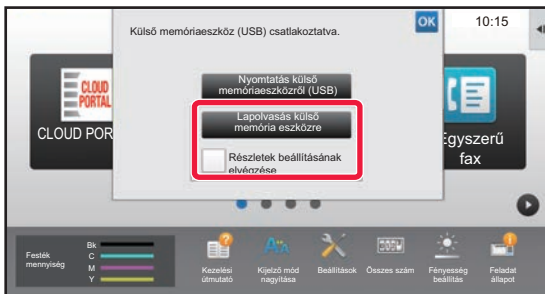 Külső memóriaeszköz (USB) csatlakoztatva.
OK
10:15
Nyomtatás külső
memóriaeszközről (USB)
Lapolvasás külső
memória eszközre
Részletek beállításának
elvégzése
CLOUD
PORTAL
CLOUD POR
Egyszerű
fax
Festék
mennyiség
Bk
C
M
Y
Kezelési
útmutató
Kijelző mód
nagyítása
Beállítások
Összes szám
Fényesség
beállítás
Feladat
állapot